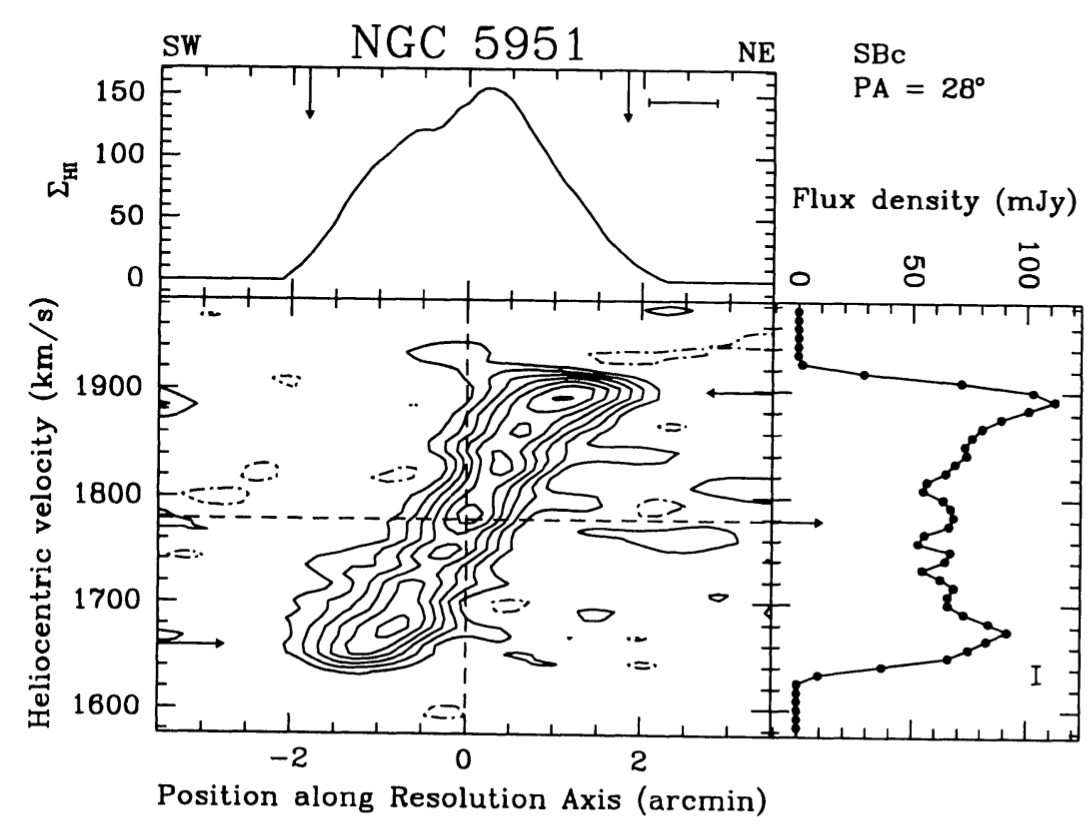 SW NGC 5951 NE
SBc
PA = 28°
150
100
50
0
Σ_HI
Flux density (mJy)
0 50 100
Heliocentric velocity (km/s)
1900
1800
1700
1600
-2 0 2
Position along Resolution Axis (arcmin)